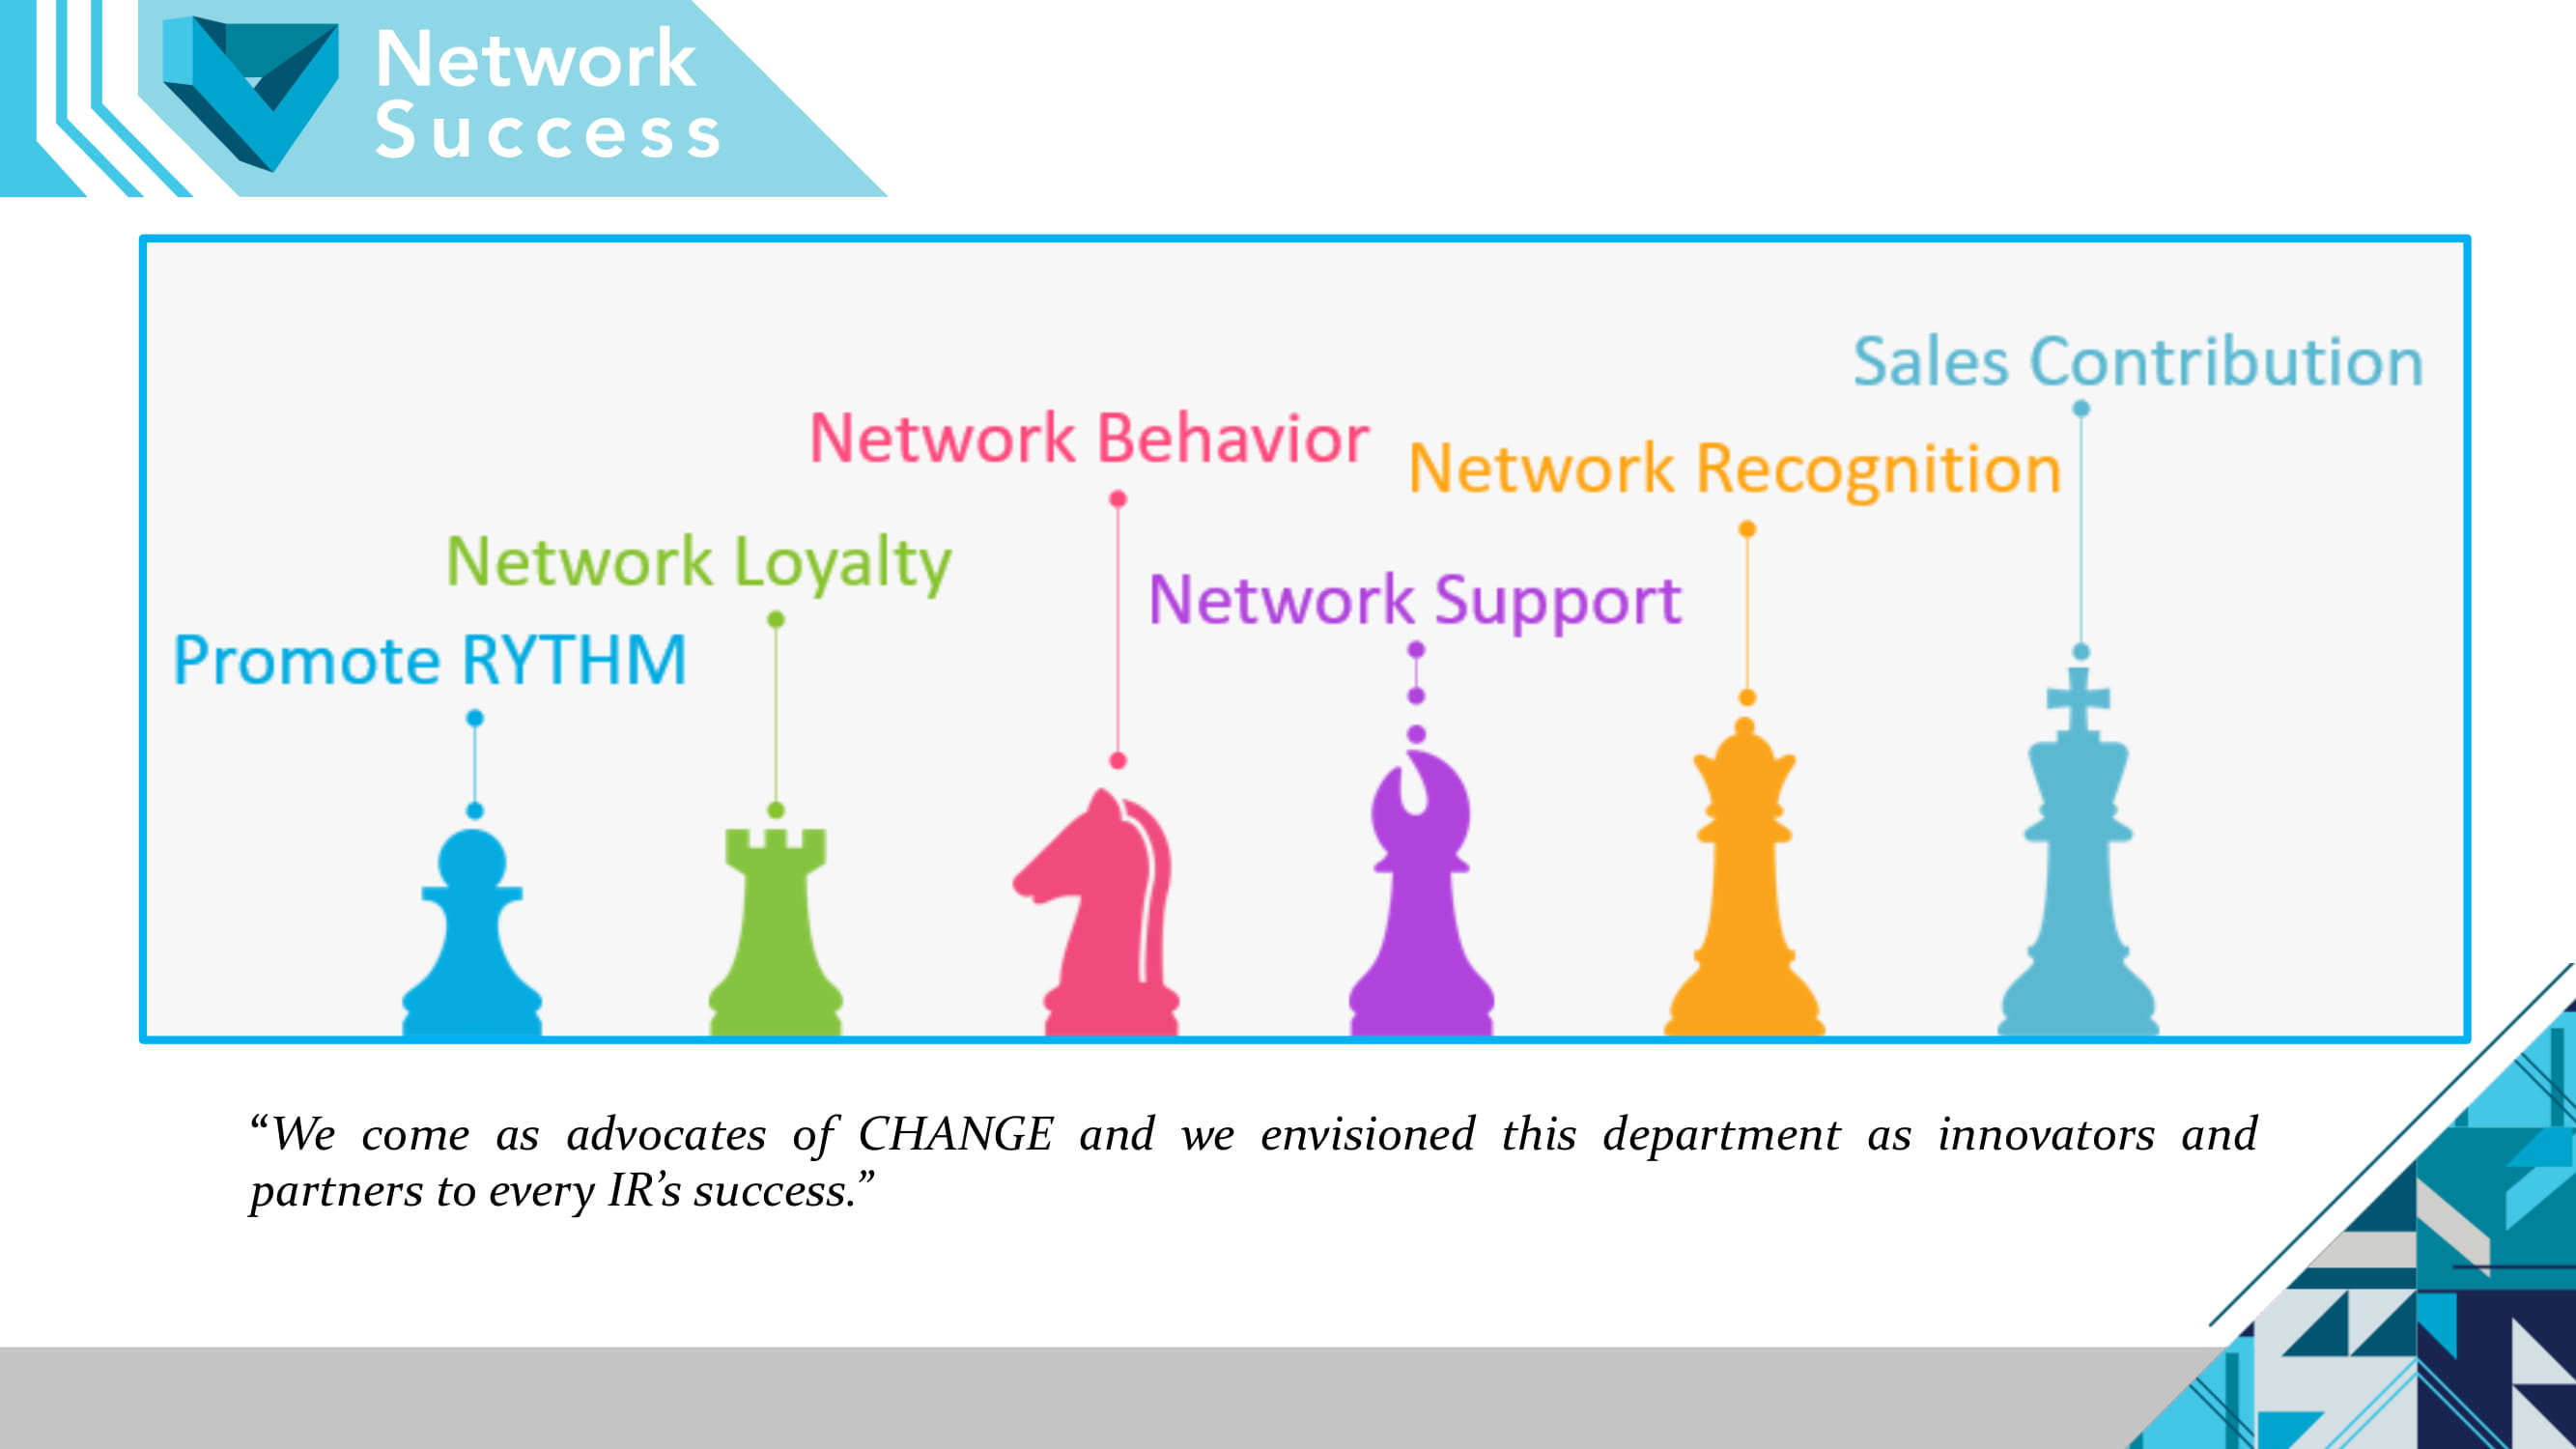 Network
Success
Sales Contribution
Network Behavior
Network Recognition
Network Loyalty
Network Support
Promote RYTHM
“We come as advocates of CHANGE and we envisioned this department as innovators and
partners to every IR’s success.”